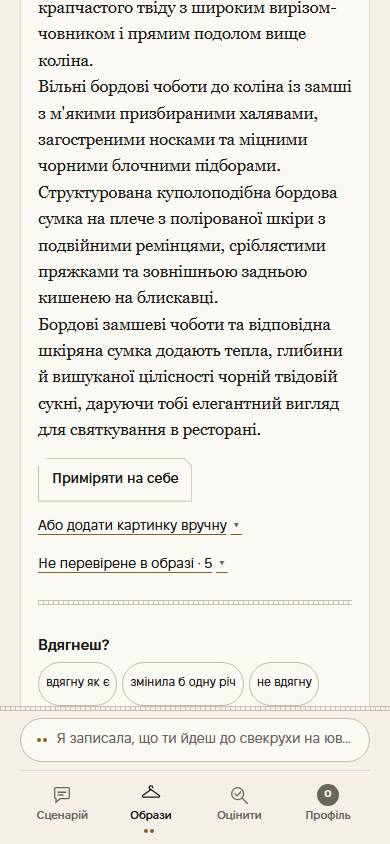 крапчастого твіду з широким вирізом-
човником і прямим подолом вище
коліна.
Вільні бордові чоботи до коліна із замші
з м'якими призбираними халявами,
загостреними носками та міцними
чорними блочними підборами.
Структурована куполоподібна бордова
сумка на плече з полірованої шкіри з
подвійними ремінцями, сріблястими
пряжками та зовнішньою задньою
кишенею на блискавці.
Бордові замшеві чоботи та відповідна
шкіряна сумка додають тепла, глибини
й вишуканої цілісності чорній твідовій
сукні, даруючи тобі елегантний вигляд
для святкування в ресторані.
Приміряти на себе
Або додати картинку вручну
Не перевірене в образі · 5
Вдягнеш?
вдягну як є
змінила б одну річ
не вдягну
Я записала, що ти йдеш до свекрухи на юв...
Сценарій
Образи
Оцінити
О
Профіль